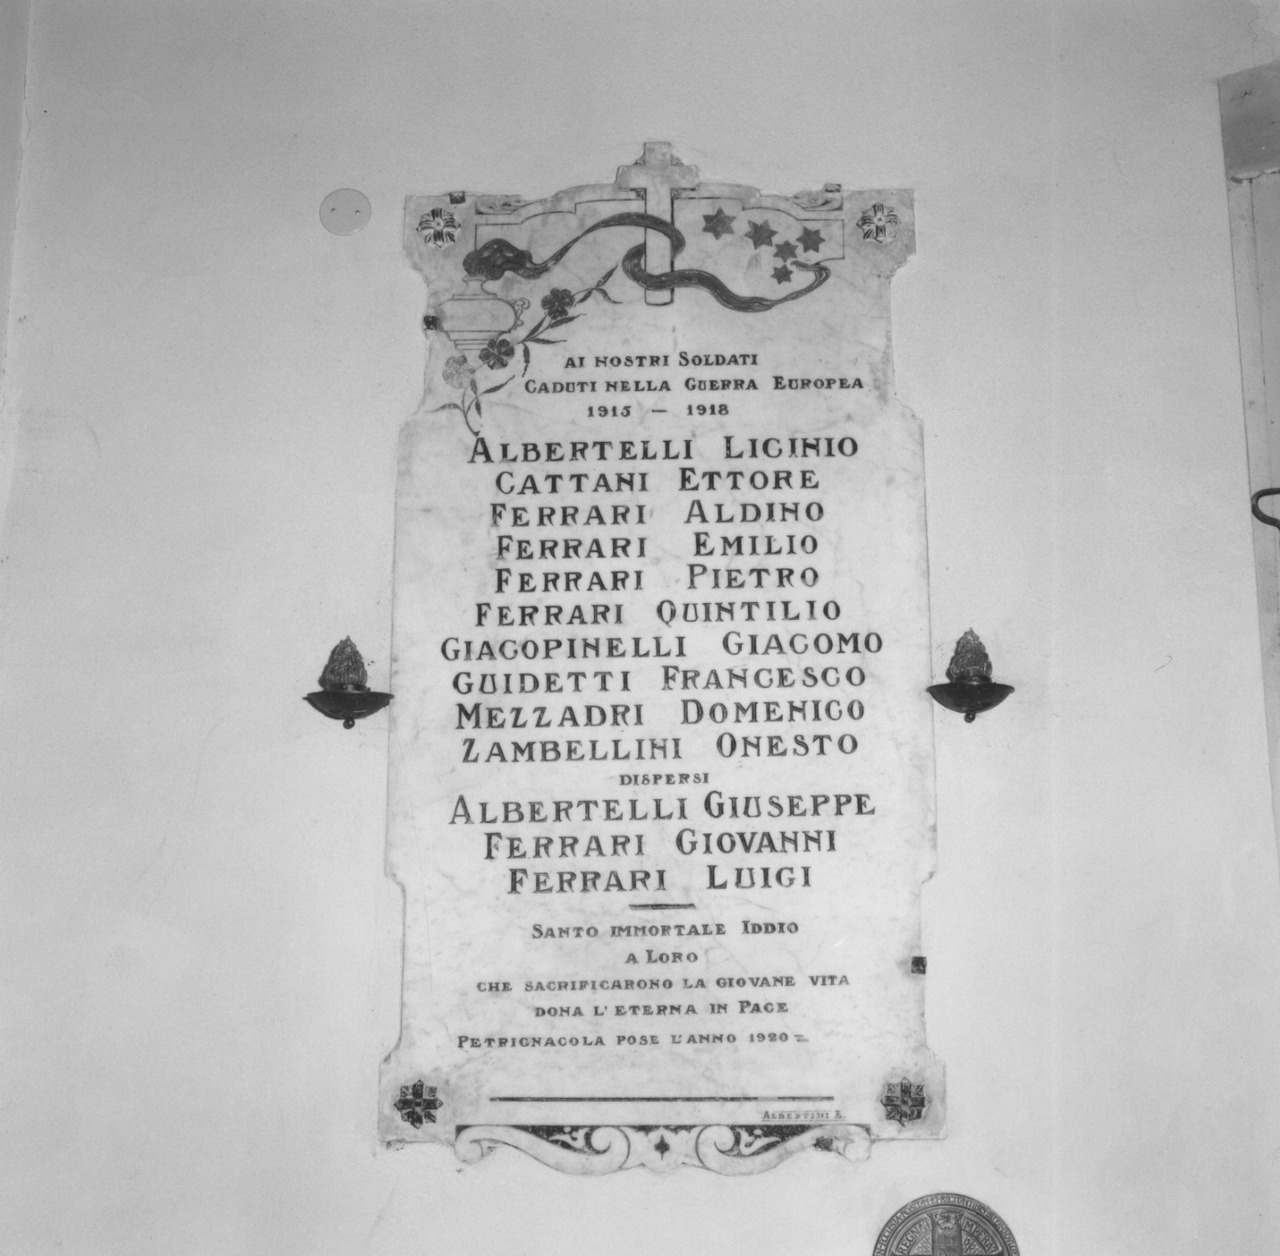 AI NOSTRI SOLDATI
CADUTI NELLA GUERRA EUROPEA
1915 — 1918
ALBERTELLI LICINIO
CATTANI ETTORE
FERRARI ALDINO
FERRARI EMILIO
FERRARI PIETRO
FERRARI QUINTILIO
GIACOPINELLI GIACOMO
GUIDETTI FRANCESCO
MEZZADRI DOMENICO
ZAMBELLINI ONESTO
DISPERSI
ALBERTELLI GIUSEPPE
FERRARI GIOVANNI
FERRARI LUIGI
SANTO IMMORTALE IDDIO
A LORO
CHE SACRIFICARONO LA GIOVANE VITA
DONA L'ETERNA IN PACE
PETRIGNACOLA POSE L'ANNO 1920
ALBERTINI E.